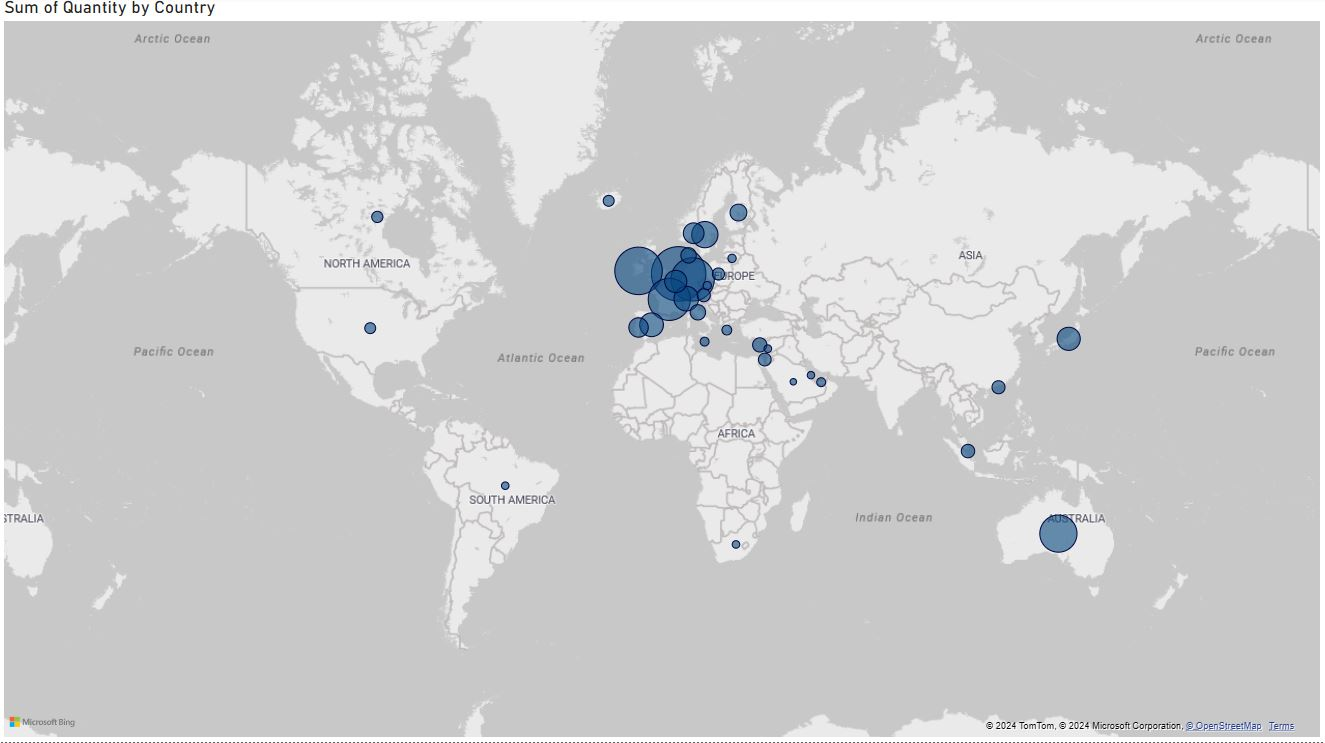 Sum of Quantity by Country
Arctic Ocean
Arctic Ocean
ASIA
NORTH AMERICA
EUROPE
Pacific Ocean
Atlantic Ocean
Pacific Ocean
AFRICA
SOUTH AMERICA
STRALIA
Indian Ocean
AUSTRALIA
Microsoft Bing
© 2024 TomTom, © 2024 Microsoft Corporation, © OpenStreetMap Terms